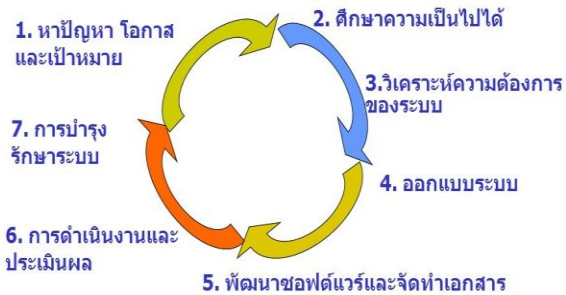 1. หาปัญหา โอกาส
และเป้าหมาย
2. ศึกษาความเป็นไปได้
3.วิเคราะห์ความต้องการ
ของระบบ
4. ออกแบบระบบ
5. พัฒนาซอฟต์แวร์และจัดทำเอกสาร
6. การดำเนินงานและ
ประเมินผล
7. การบำรุง
รักษาระบบ